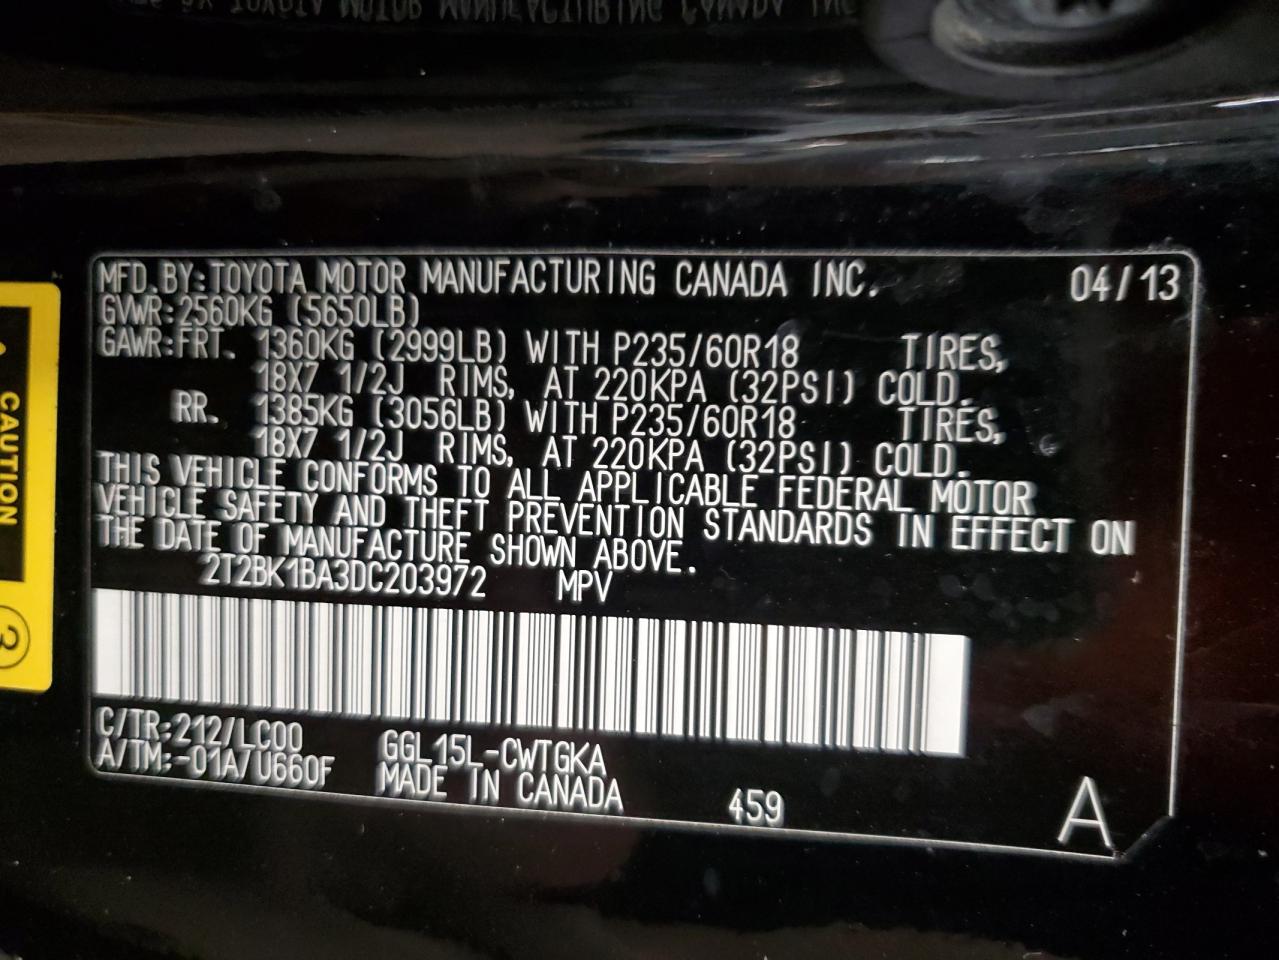 MFD.BY:TOYOTA MOTOR MANUFACTURING CANADA INC. 04/13
GVWR:2560KG (5650LB)
GAWR:FRT. 1360KG (2999LB) WITH P235/60R18 TIRES,
18X7 1/2J RIMS, AT 220KPA (32PSI) COLD.
RR. 1385KG (3056LB) WITH P235/60R18 TIRES,
18X7 1/2J RIMS, AT 220KPA (32PSI) COLD.
THIS VEHICLE CONFORMS TO ALL APPLICABLE FEDERAL MOTOR
VEHICLE SAFETY AND THEFT PREVENTION STANDARDS IN EFFECT ON
THE DATE OF MANUFACTURE SHOWN ABOVE.
2T2BK1BA3DC203972 MPV
C/TR:212/LC00 GGL15L-CWTGKA
A/TM:-01A/U660F MADE IN CANADA 459
A
CAUTION
3